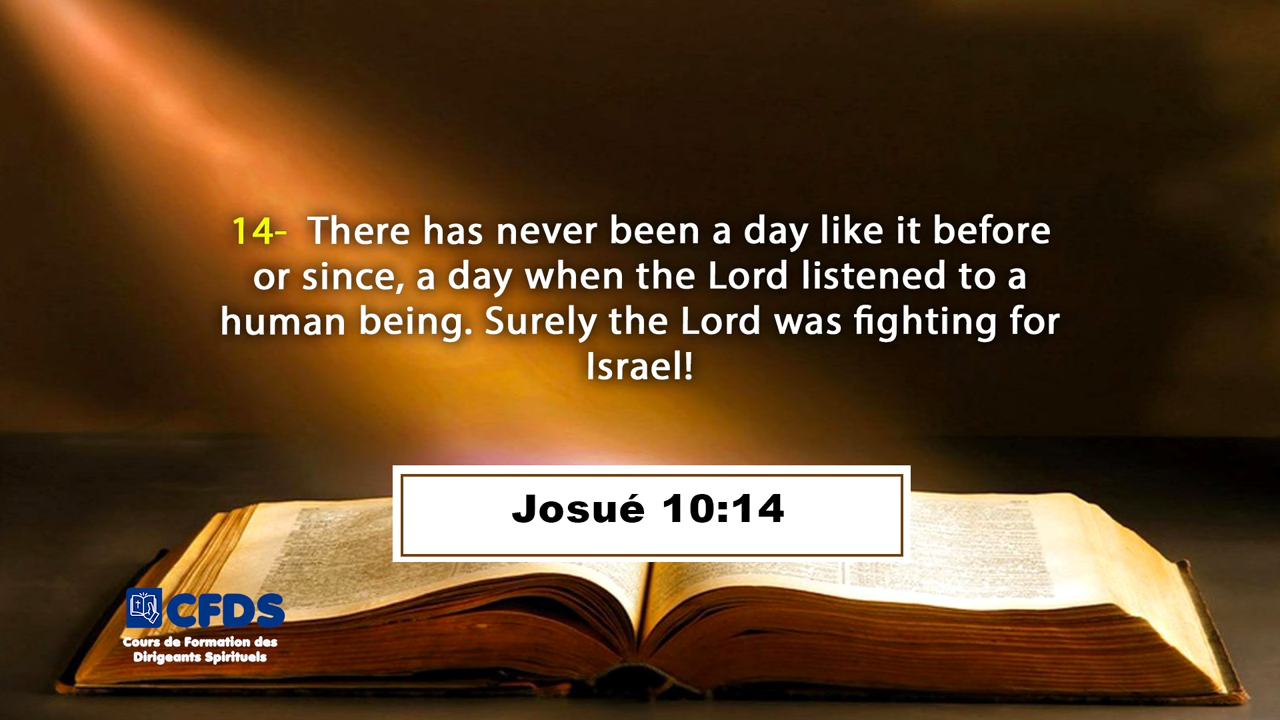 14- There has never been a day like it before
or since, a day when the Lord listened to a
human being. Surely the Lord was fighting for
Israel!
Josué 10:14
CFDS
Cours de Formation des
Dirigeants Spirituels